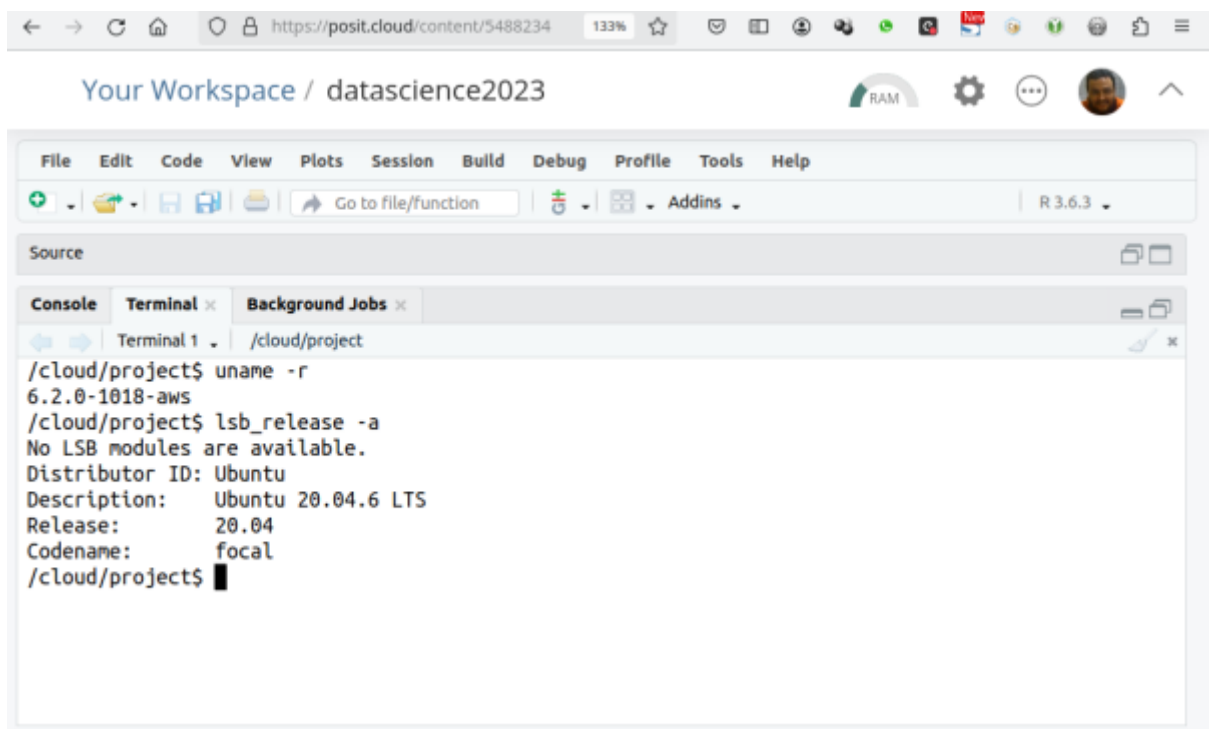 https://posit.cloud/content/5488234 133% New
Your Workspace / datascience2023 RAM
File Edit Code View Plots Session Build Debug Profile Tools Help
Go to file/function Addins R 3.6.3
Source
Console Terminal Background Jobs
Terminal 1 /cloud/project
/cloud/project$ uname -r
6.2.0-1018-aws
/cloud/project$ lsb_release -a
No LSB modules are available.
Distributor ID: Ubuntu
Description: Ubuntu 20.04.6 LTS
Release: 20.04
Codename: focal
/cloud/project$